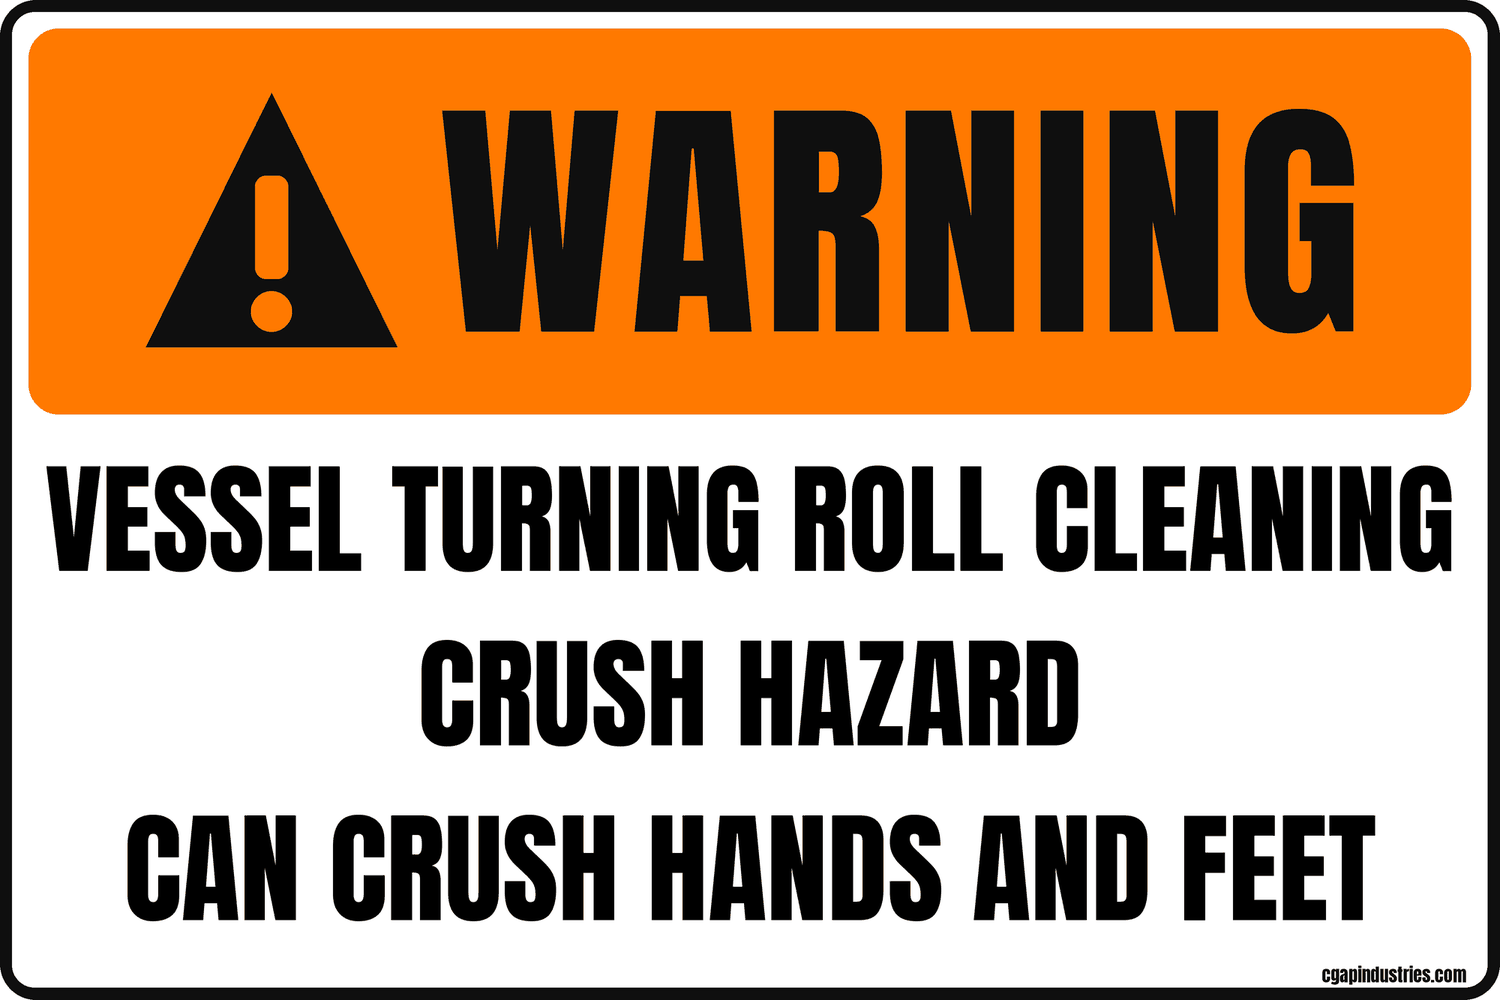 WARNING
VESSEL TURNING ROLL CLEANING
CRUSH HAZARD
CAN CRUSH HANDS AND FEET
cgapindustries.com